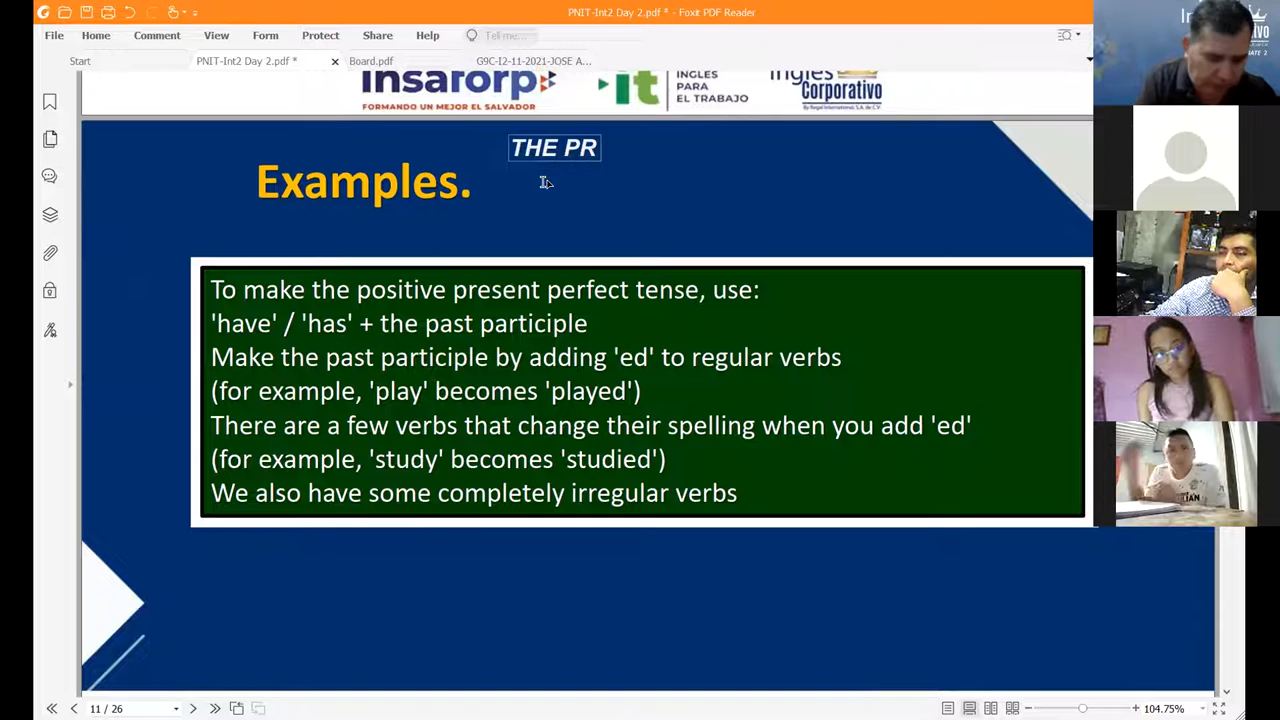 PNIT-Int2 Day 2.pdf * - Foxit PDF Reader
File Home Comment View Form Protect Share Help Tell me...
Start PNIT-Int2 Day 2.pdf * Board.pdf G9C-I2-11-2021-JOSE A...
Insaforp
FORMANDO UN MEJOR EL SALVADOR
it
INGLES
PARA
EL TRABAJO
Inglés
Corporativo
THE PR
Examples.
To make the positive present perfect tense, use:
'have' / 'has' + the past participle
Make the past participle by adding 'ed' to regular verbs
(for example, 'play' becomes 'played')
There are a few verbs that change their spelling when you add 'ed'
(for example, 'study' becomes 'studied')
We also have some completely irregular verbs
11 / 26
104.75%